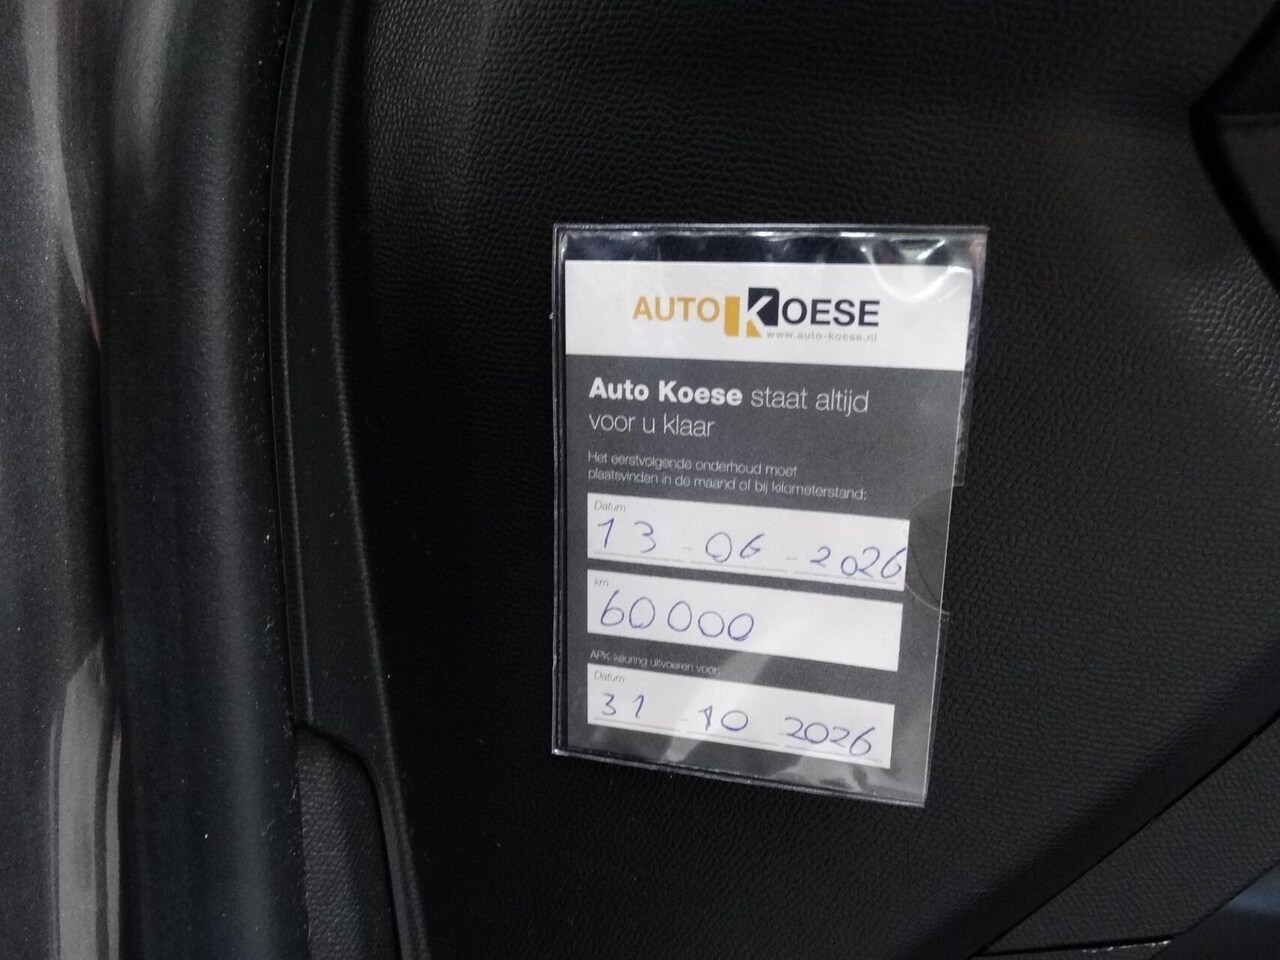 AUTO KOESE
www.auto-koese.nl
Auto Koese staat altijd
voor u klaar
Het eerstvolgende onderhoud moet
plaatsvinden in de maand of bij kilometerstand:
Datum
13 - 06 - 2026
km
60000
APK-keuring uitvoeren voor:
Datum
31 10 2026